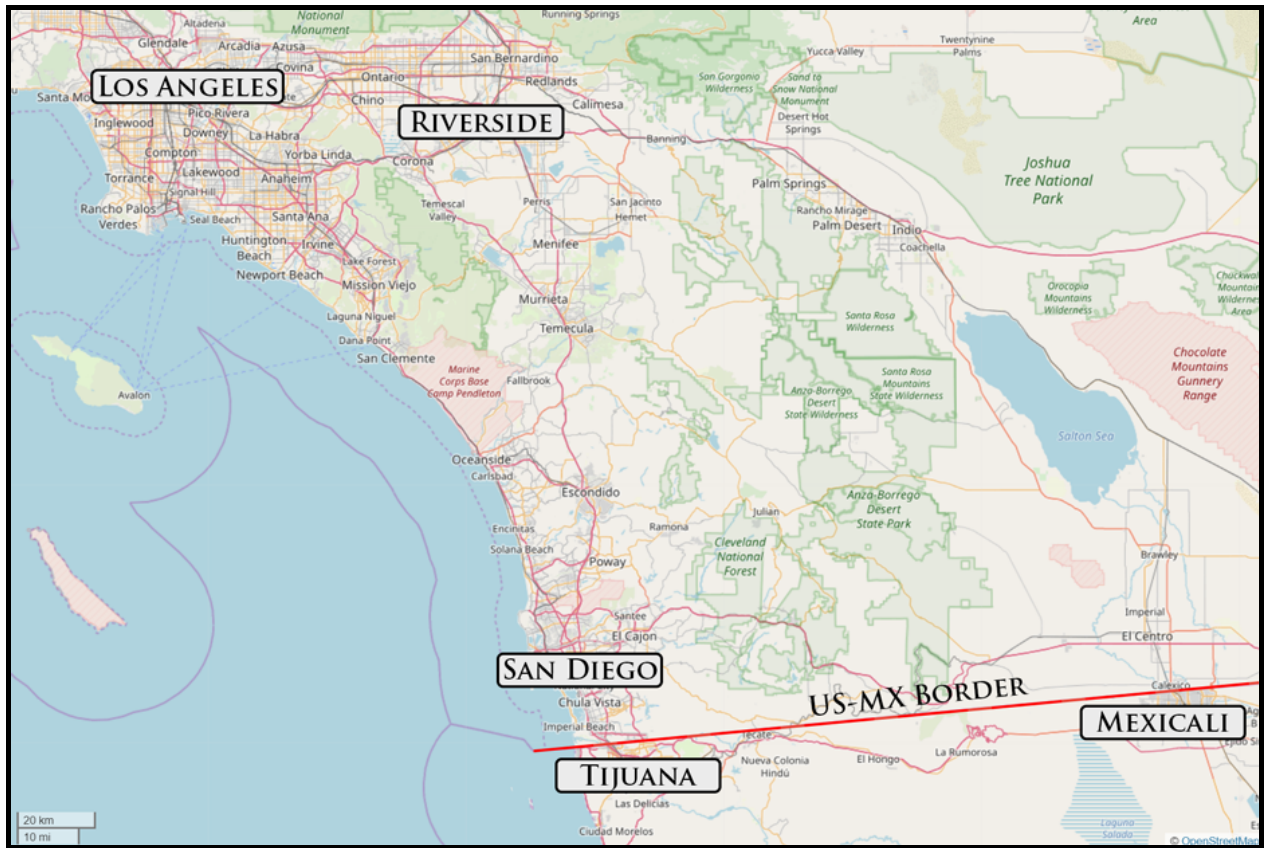 National
Monument
Running Springs
Area
Altadena
Glendale
Arcadia
Azusa
Twentynine
Palms
Yucca Valley
San Bernardino
Covina
Ontario
Redlands
San Gorgonio
Wilderness
Sand to
Snow National
Monument
LOS ANGELES
Santa Mo
Chino
Calimesa
Pico Rivera
Inglewood
Downey
La Habra
RIVERSIDE
Desert Hot
Springs
Banning
Compton
Yorba Linda
Corona
Joshua
Tree National
Park
Torrance
Lakewood
Anaheim
Palm Springs
Signal Hill
Rancho Palos
Verdes
Seal Beach
Santa Ana
Temescal
Valley
Perris
San Jacinto
Hemet
Rancho Mirage
Palm Desert
Indio
Coachella
Huntington
Beach
Irvine
Menifee
Lake Forest
Newport Beach
Mission Viejo
Orocopia
Mountains
Wilderness
Chuckwal
Mountain
Wilderness
Area
Murrieta
Laguna Niguel
Temecula
Santa Rosa
Wilderness
Dana Point
San Clemente
Marine
Corps Base
Camp Pendleton
Fallbrook
Chocolate
Mountains
Gunnery
Range
Santa Rosa
Mountains
State Wilderness
Anza-Borrego
Desert
State Wilderness
Avalon
Salton Sea
Oceanside
Carlsbad
Escondido
Anza-Borrego
Desert
State Park
Julian
Encinitas
Ramona
Solana Beach
Cleveland
National
Forest
Poway
Brawley
Santee
Imperial
El Cajon
El Centro
SAN DIEGO
US-MX BORDER
Calexico
Chula Vista
MEXICALI
Imperial Beach
Tecate
La Rumorosa
Nueva Colonia
Hindú
El Hongo
TIJUANA
Las Delicias
Ciudad Morelos
Laguna
Salada
20 km
10 mi
© OpenStreetMap